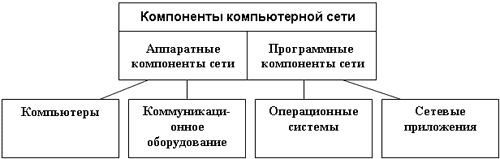 Компоненты компьютерной сети
Аппаратные
компоненты сети
Программные
компоненты сети
Компьютеры
Коммуникаци-
онное
оборудование
Операционные
системы
Сетевые
приложения